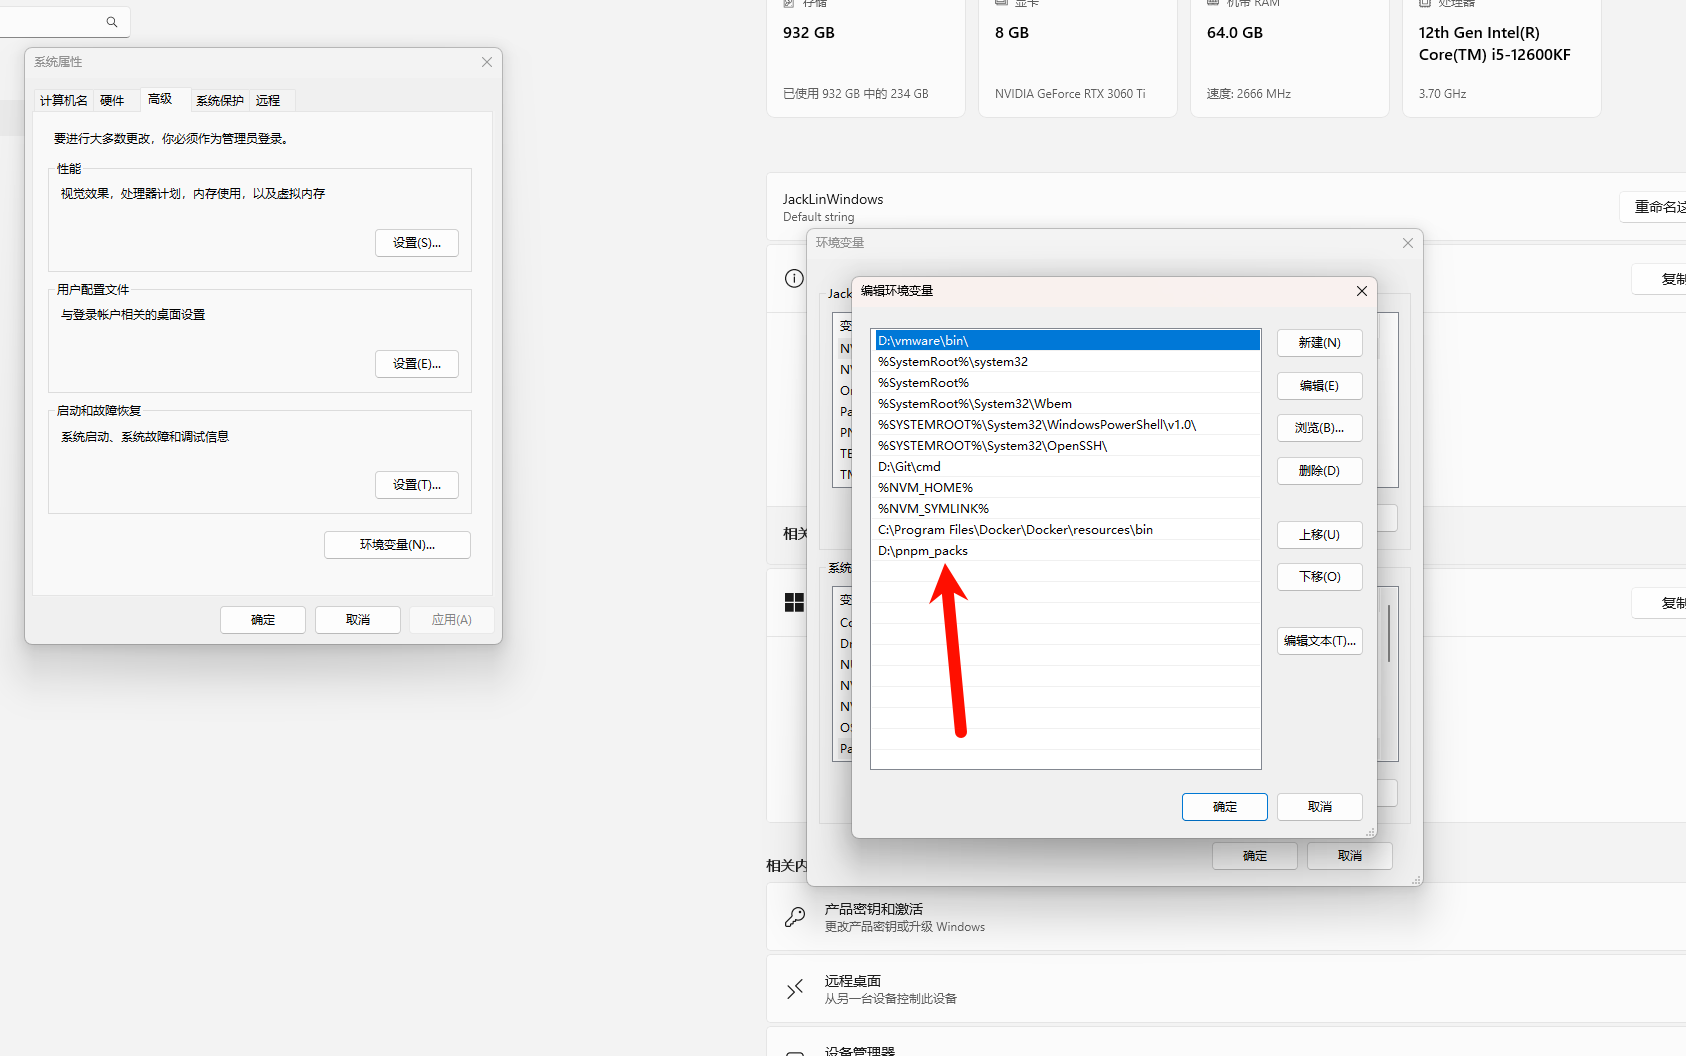 存储
显卡
机带 RAM
处理器
932 GB
8 GB
64.0 GB
12th Gen Intel(R)
Core(TM) i5-12600KF
已使用 932 GB 中的 234 GB
NVIDIA GeForce RTX 3060 Ti
速度: 2666 MHz
3.70 GHz
系统属性
计算机名
硬件
高级
系统保护
远程
要进行大多数更改，你必须作为管理员登录。
性能
视觉效果，处理器计划，内存使用，以及虚拟内存
设置(S)...
用户配置文件
与登录帐户相关的桌面设置
设置(E)...
启动和故障恢复
系统启动、系统故障和调试信息
设置(T)...
环境变量(N)...
确定
取消
应用(A)
JackLinWindows
Default string
重命名这
复制
相关
复制
环境变量
Jack
变
NV
NV
On
Pa
PN
TE
TM
系统
变
Co
Dr
NU
NV
NV
OS
Pa
确定
取消
编辑环境变量
D:\vmware\bin\
%SystemRoot%\system32
%SystemRoot%
%SystemRoot%\System32\Wbem
%SYSTEMROOT%\System32\WindowsPowerShell\v1.0\
%SYSTEMROOT%\System32\OpenSSH\
D:\Git\cmd
%NVM_HOME%
%NVM_SYMLINK%
C:\Program Files\Docker\Docker\resources\bin
D:\pnpm_packs
新建(N)
编辑(E)
浏览(B)...
删除(D)
上移(U)
下移(O)
编辑文本(T)...
确定
取消
相关内
产品密钥和激活
更改产品密钥或升级 Windows
远程桌面
从另一台设备控制此设备
设备管理器